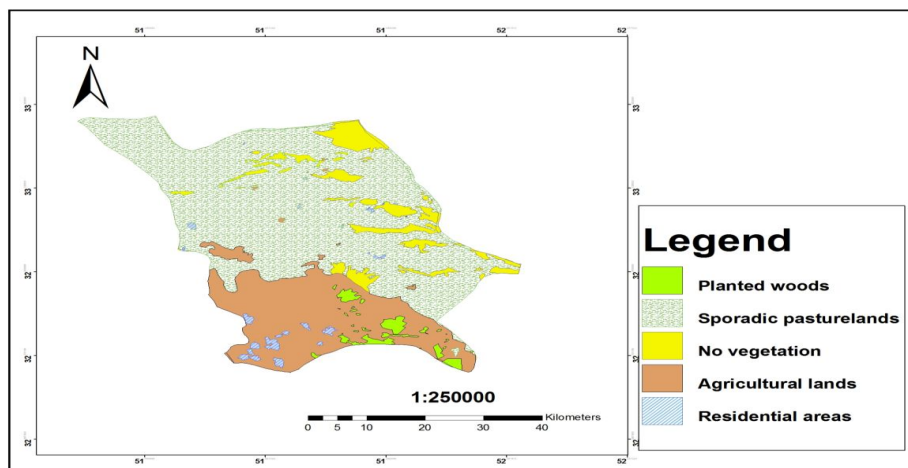 51 51 51 52 52
N
33
33
32
32
32
33
33
32
32
32
Legend
Planted woods
Sporadic pasturelands
No vegetation
Agricultural lands
Residential areas
1:250000
Kilometers
0 5 10 20 30 40
51 51 51 52 52